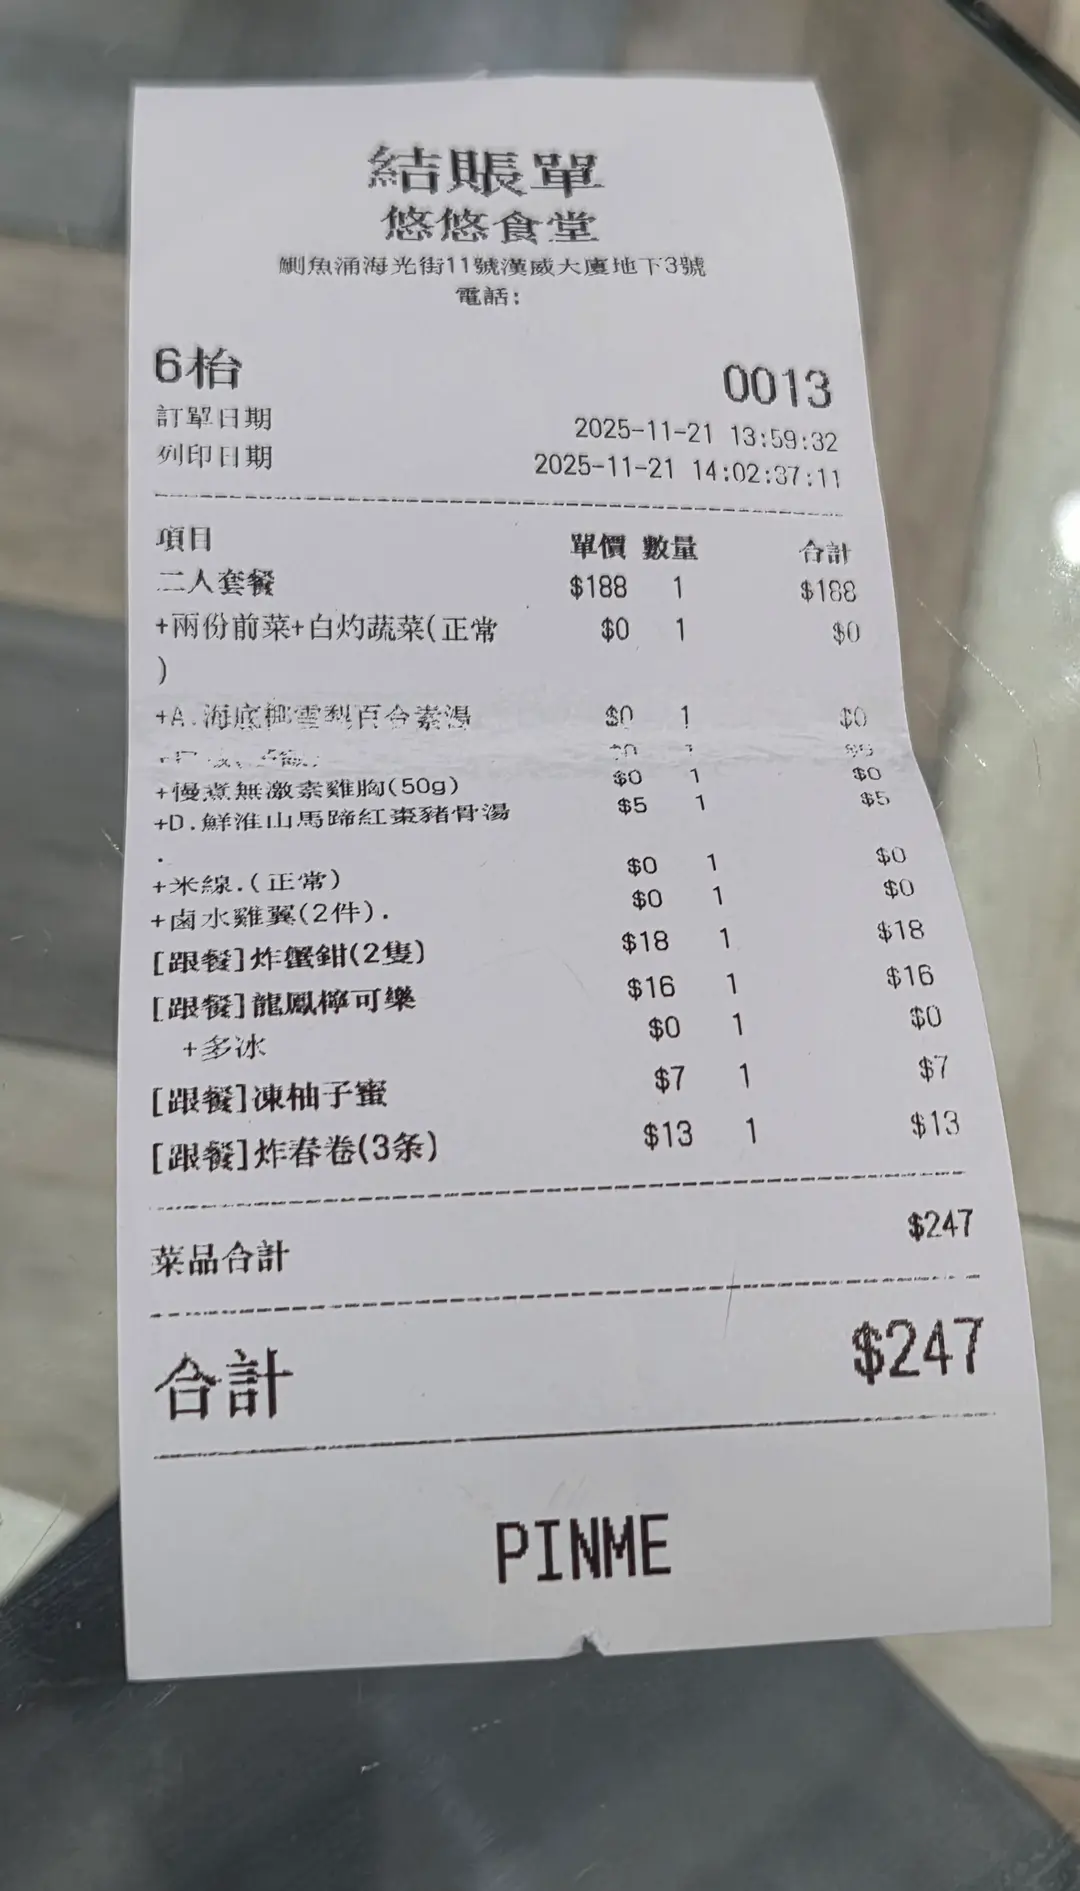 結賬單
悠悠食堂
鰂魚涌海光街11號漢威大廈地下3號
電話:
6枱 0013
訂單日期 2025-11-21 13:59:32
列印日期 2025-11-21 14:02:37:11
項目 單價 數量 合計
二人套餐 $188 1 $188
+兩份前菜+白灼蔬菜(正常 $0 1 $0
)
+A.海底椰雪梨百合素湯 $0 1 $0
$0 1 $0
+慢煮無激素雞胸(50g) $0 1 $0
+D.鮮淮山馬蹄紅棗豬骨湯 $5 1 $5
.
+米線.(正常) $0 1 $0
+鹵水雞翼(2件). $0 1 $0
[跟餐]炸蟹鉗(2隻) $18 1 $18
[跟餐]龍鳳檸可樂 $16 1 $16
+多冰 $0 1 $0
[跟餐]凍柚子蜜 $7 1 $7
[跟餐]炸春卷(3条) $13 1 $13
菜品合計 $247
合計 $247
PINME